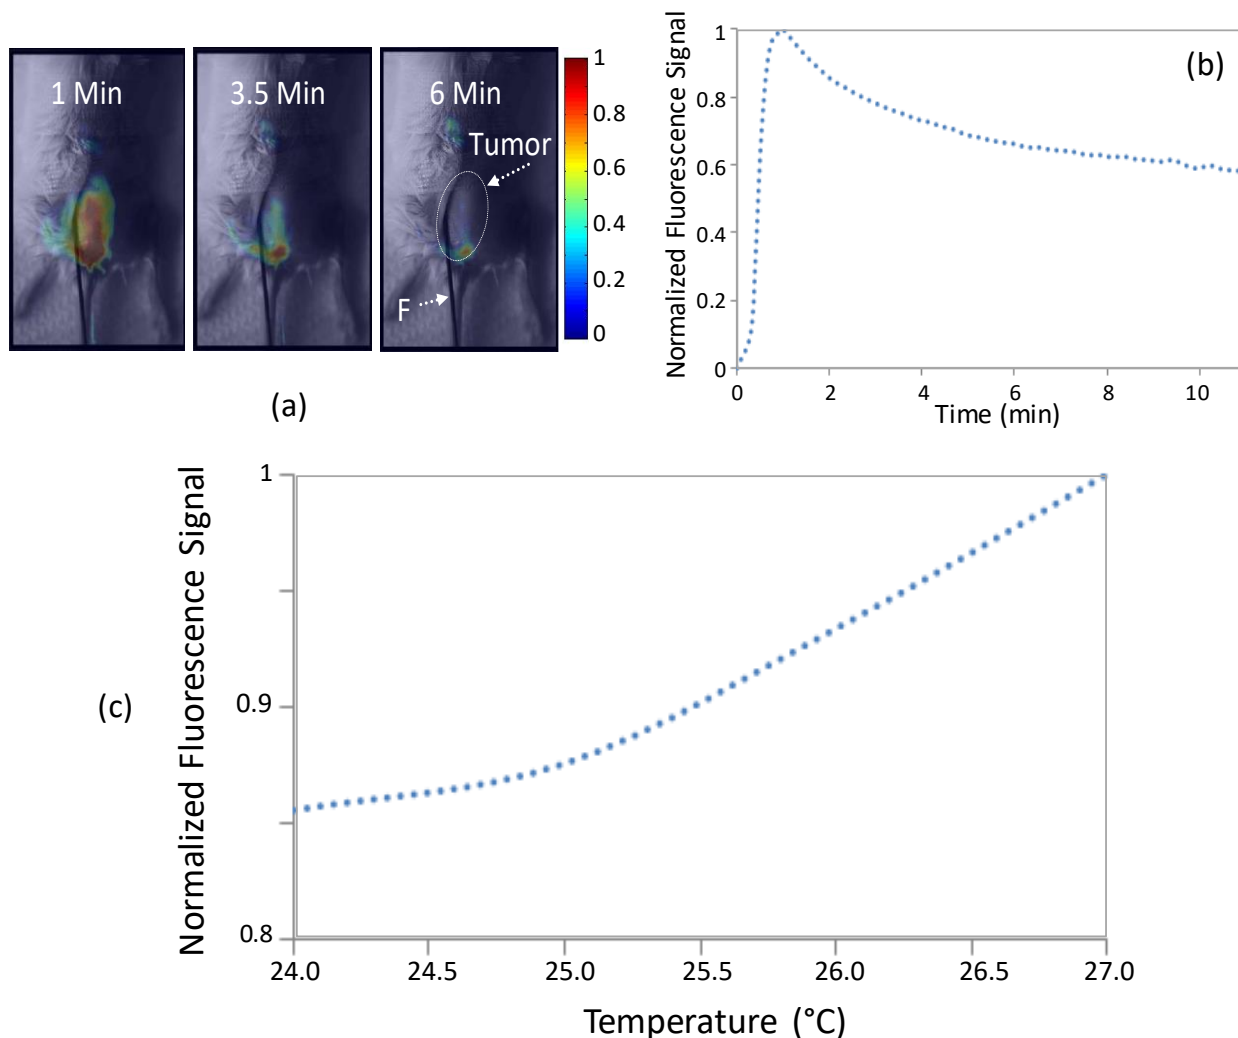 1 Min
3.5 Min
6 Min
Tumor
F
1
0.8
0.6
0.4
0.2
0
(a)
Normalized Fluorescence Signal
1
0.8
0.6
0.4
0.2
0
0 2 4 6 8 10
Time (min)
(b)
(c)
Normalized Fluorescence Signal
1
0.9
0.8
24.0 24.5 25.0 25.5 26.0 26.5 27.0
Temperature (°C)